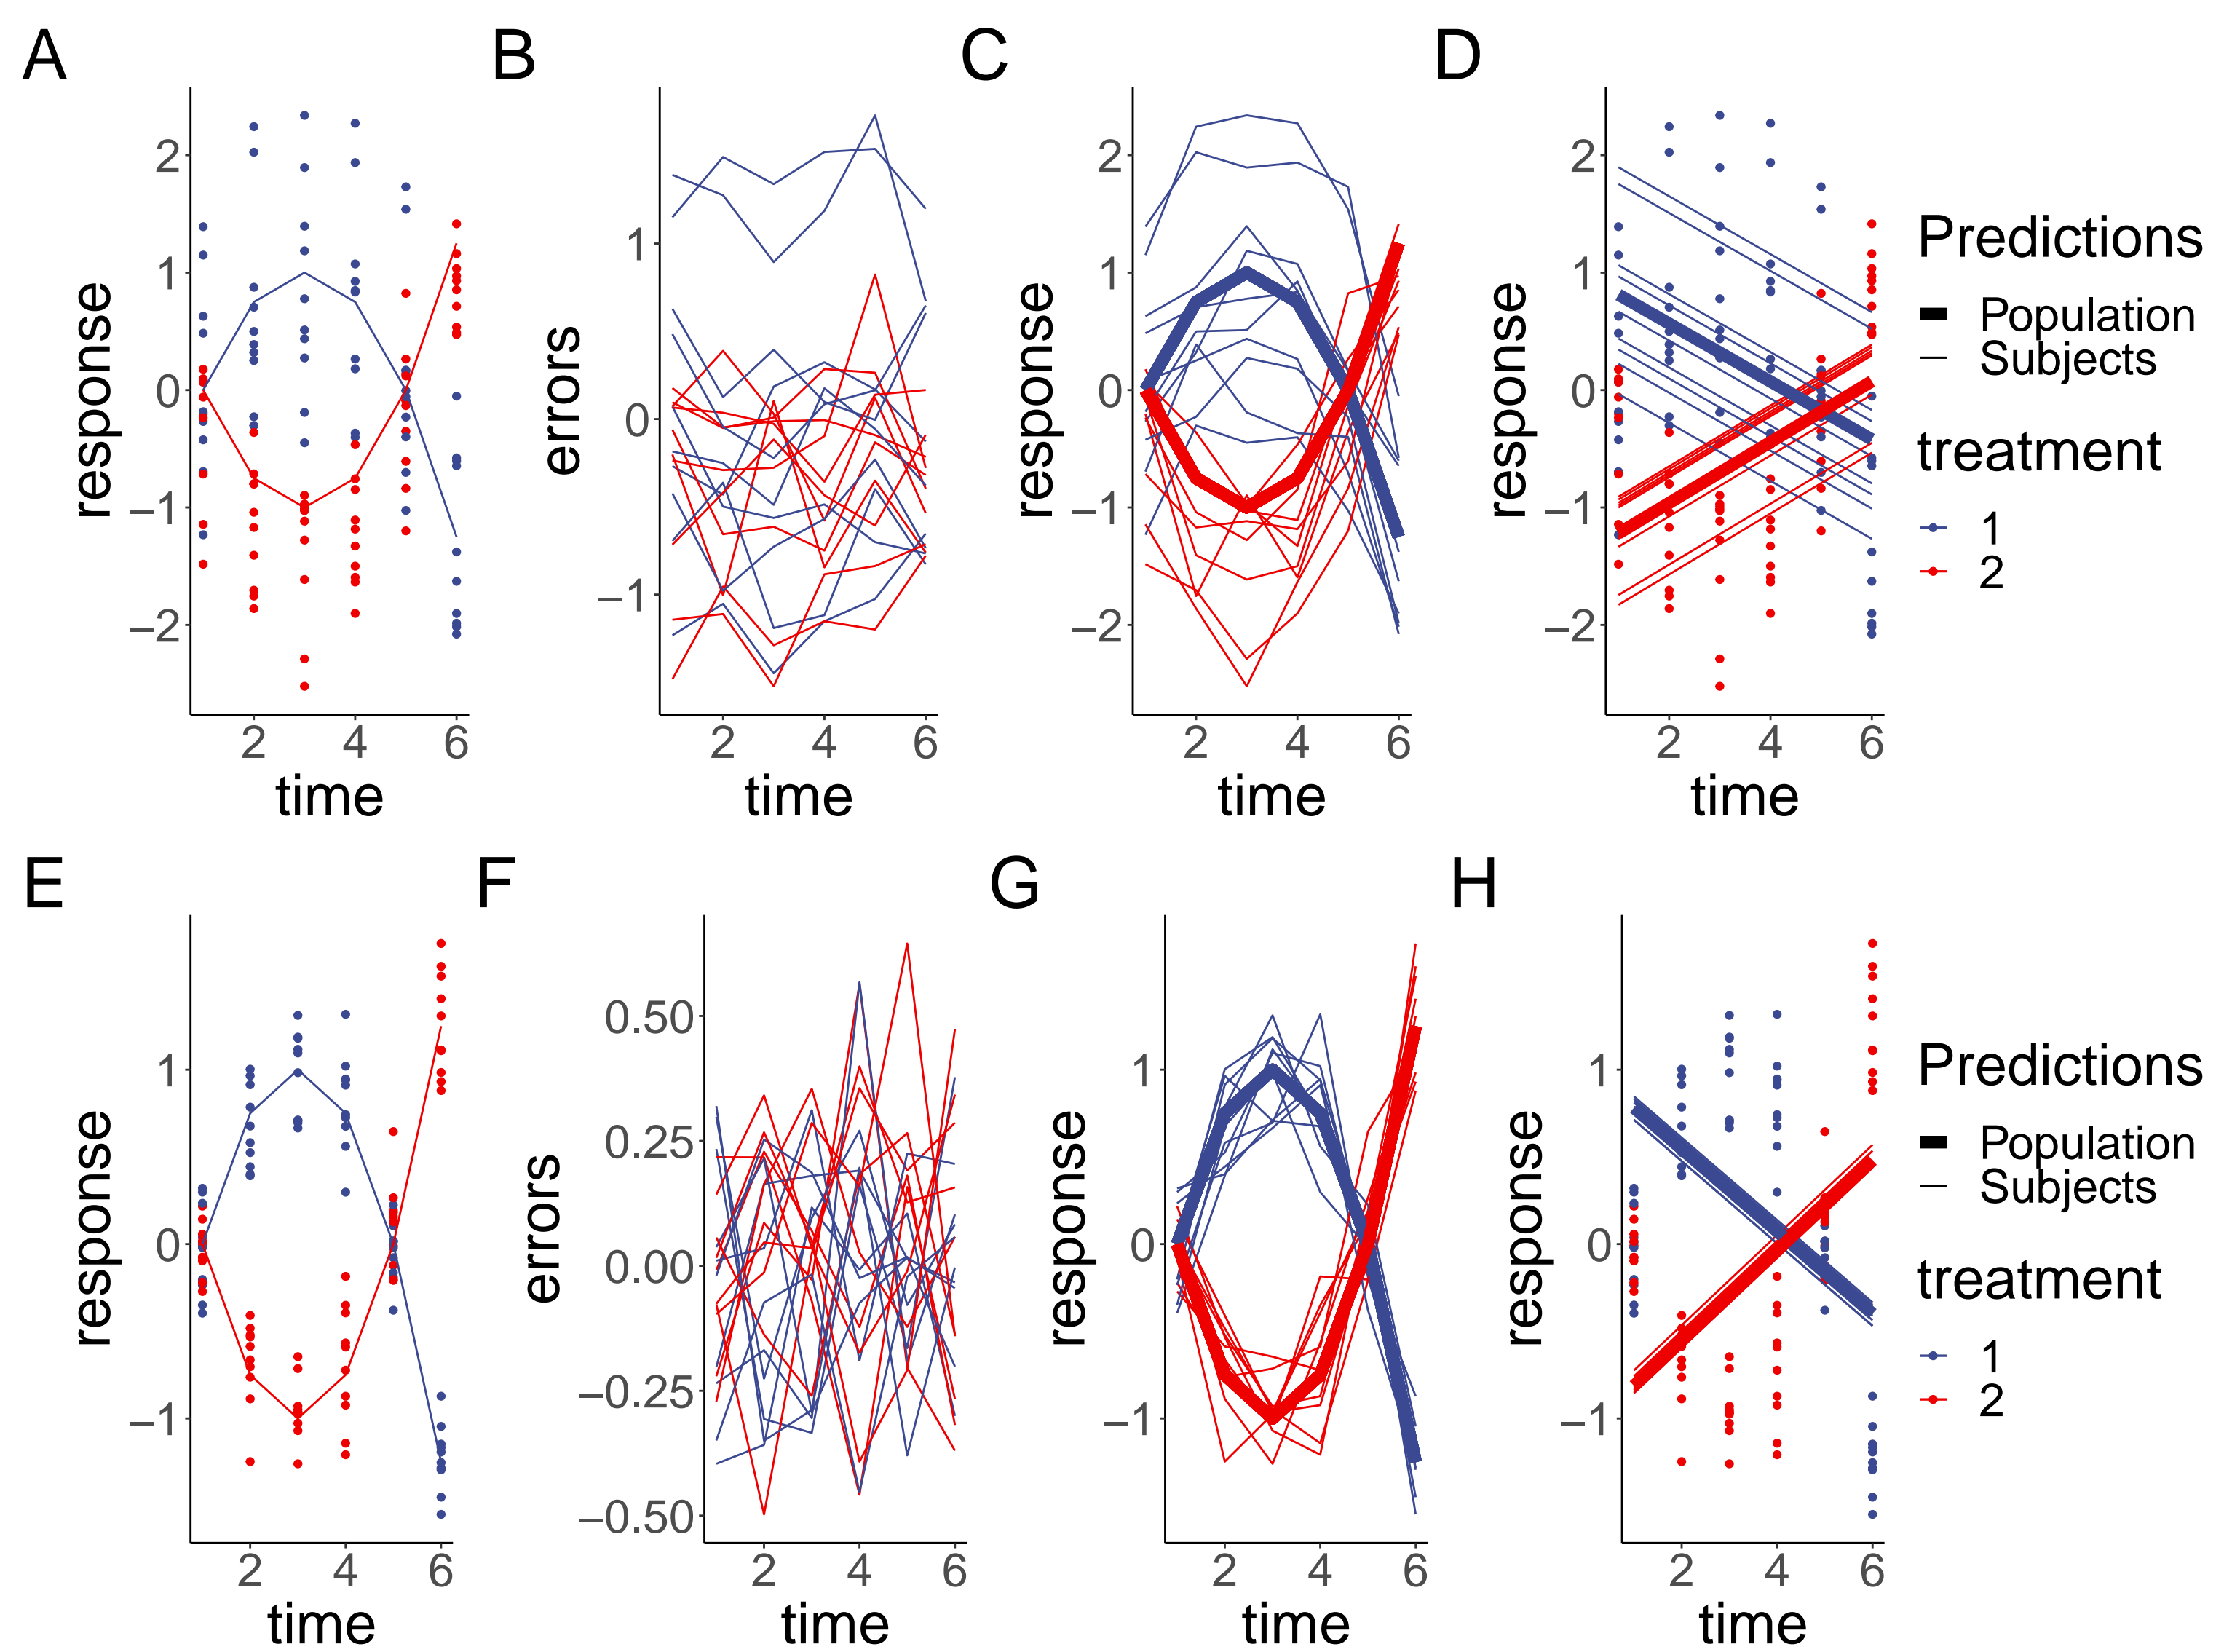 A
B
C
D
response
2
1
0
−1
−2
2
4
6
time
errors
1
0
−1
2
4
6
time
response
2
1
0
−1
−2
2
4
6
time
response
2
1
0
−1
−2
2
4
6
time
Predictions
Population
Subjects
treatment
1
2
E
F
G
H
response
1
0
−1
2
4
6
time
errors
0.50
0.25
0.00
−0.25
−0.50
2
4
6
time
response
1
0
−1
2
4
6
time
response
1
0
−1
2
4
6
time
Predictions
Population
Subjects
treatment
1
2